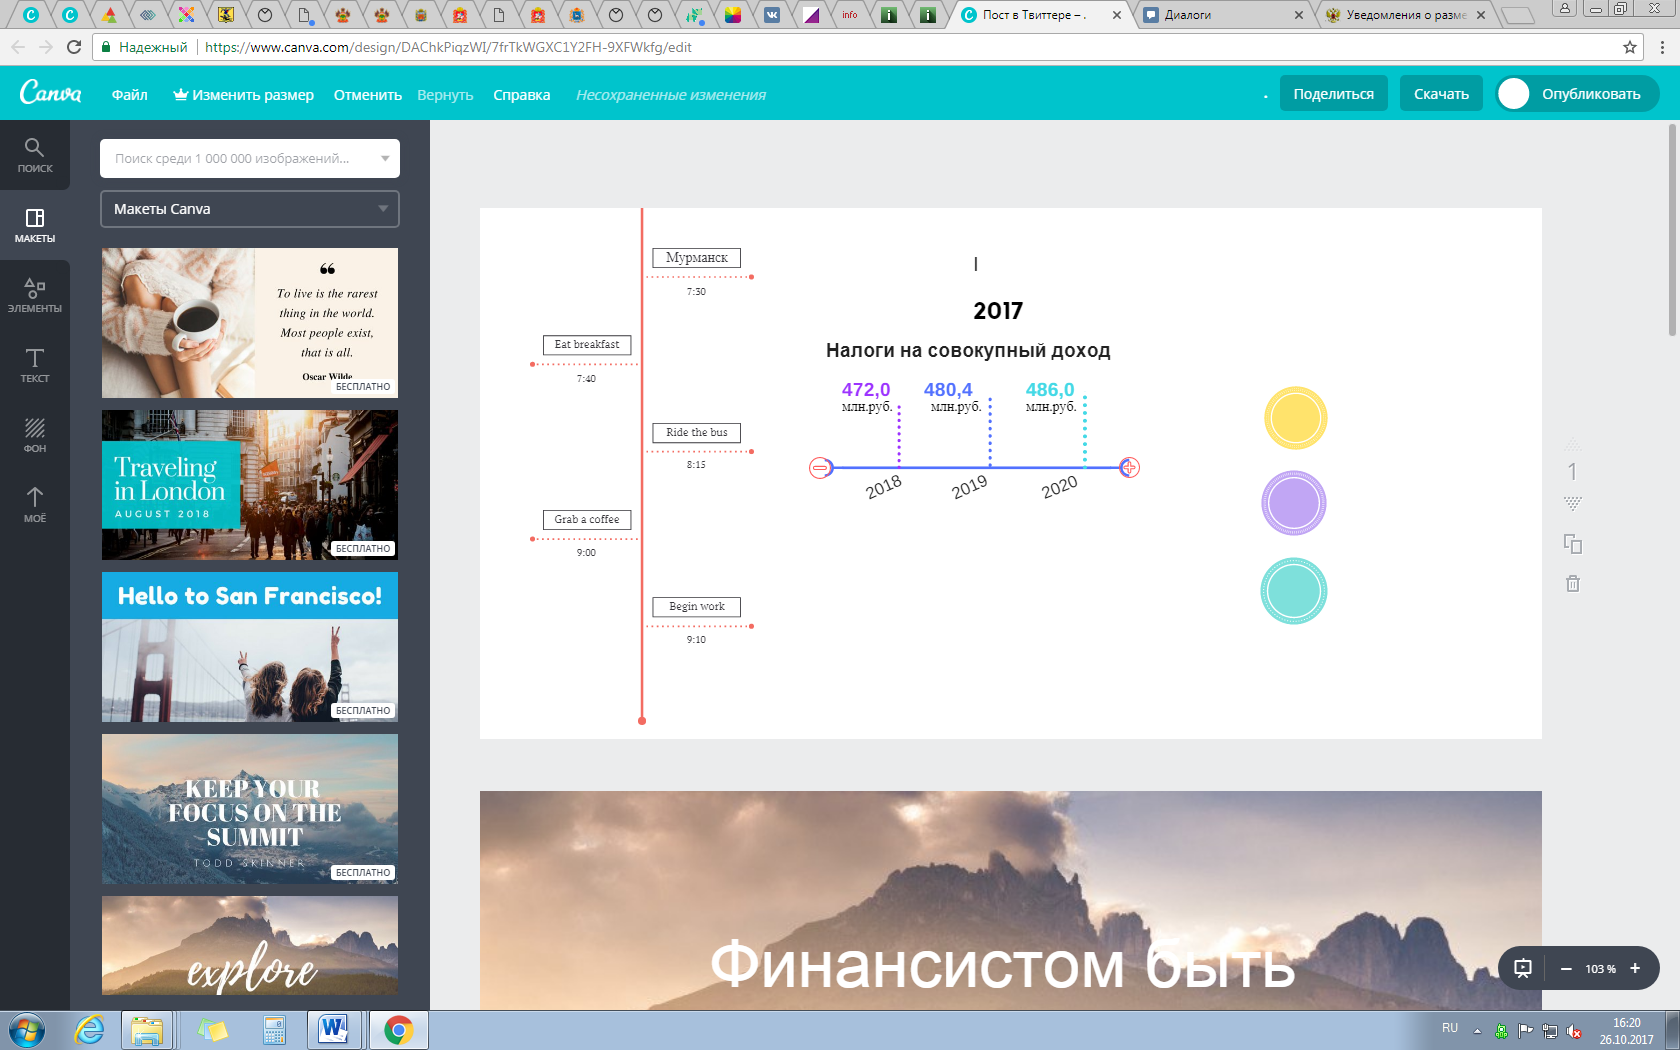 info
Пост в Твиттере – .
Диалоги
Уведомления о разме
Надежный
https://www.canva.com/design/DAChkPiqzWI/7frTkWGXC1Y2FH-9XFWkfg/edit
Canva
Файл
Изменить размер
Отменить
Вернуть
Справка
Несохраненные изменения
Поделиться
Скачать
Опубликовать
ПОИСК
МАКЕТЫ
ЭЛЕМЕНТЫ
ТЕКСТ
ФОН
МОЁ
Поиск среди 1 000 000 изображений...
Макеты Canva
To live is the rarest
thing in the world.
Most people exist,
that is all.
Oscar Wilde
БЕСПЛАТНО
Traveling
in London
AUGUST 2018
БЕСПЛАТНО
Hello to San Francisco!
БЕСПЛАТНО
KEEP YOUR
FOCUS ON THE
SUMMIT
TODD SKINNER
БЕСПЛАТНО
explore
Мурманск
7:30
Eat breakfast
7:40
Ride the bus
8:15
Grab a coffee
9:00
Begin work
9:10
2017
Налоги на совокупный доход
472,0 480,4 486,0
млн.руб. млн.руб. млн.руб.
2018 2019 2020
1
Финансистом быть
103 %
RU
16:20
26.10.2017